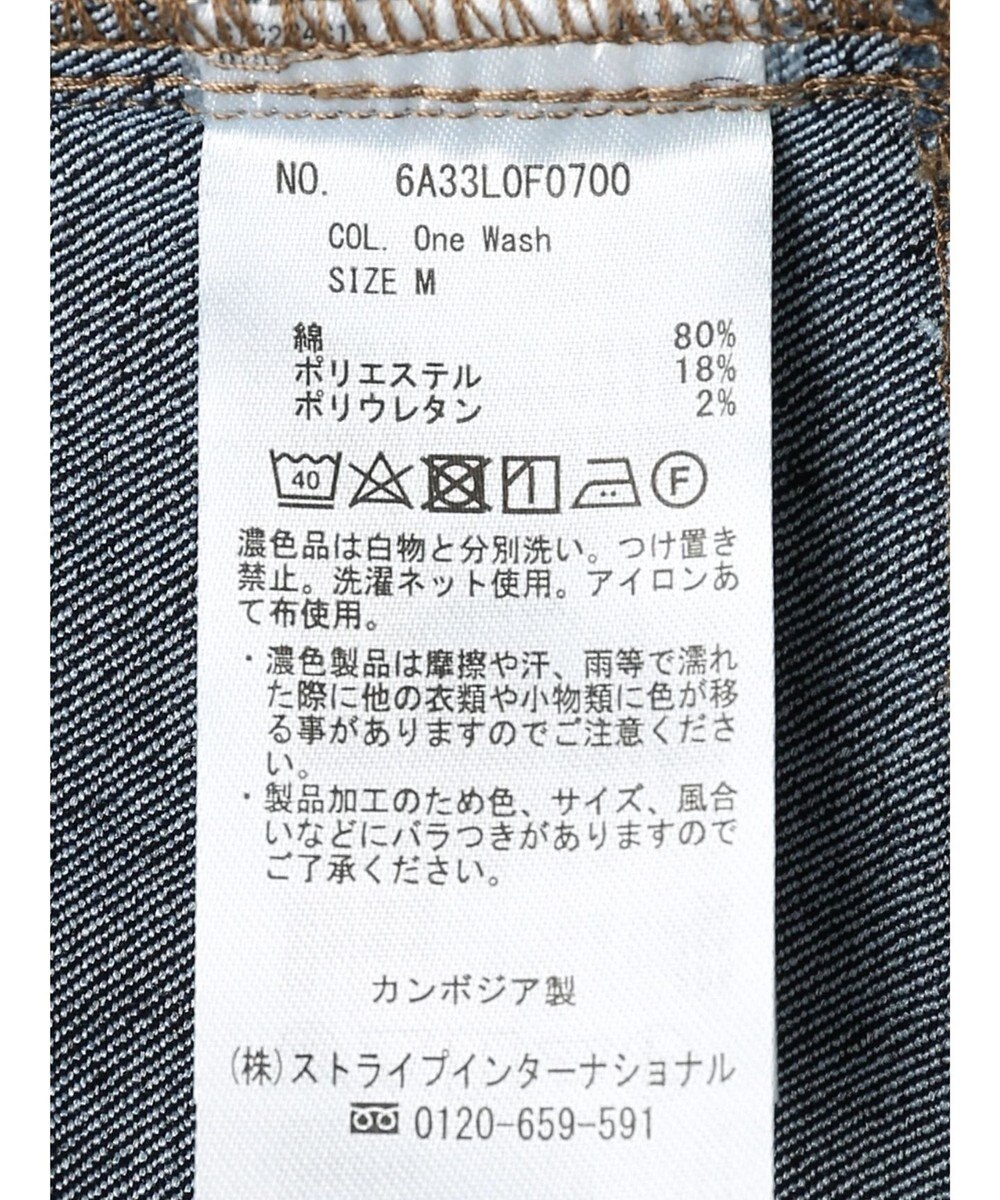 NO. 6A33L0F0700
COL. One Wash
SIZE M
綿 80%
ポリエステル 18%
ポリウレタン 2%
40 F
濃色品は白物と分別洗い。つけ置き
禁止。洗濯ネット使用。アイロンあ
て布使用。
・濃色製品は摩擦や汗、雨等で濡れ
た際に他の衣類や小物類に色が移
る事がありますのでご注意くださ
い。
・製品加工のため色、サイズ、風合
いなどにバラつきがありますので
ご了承ください。
カンボジア製
(株)ストライプインターナショナル
0120-659-591